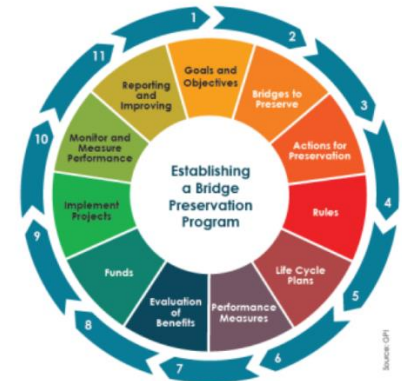 Establishing
a Bridge
Preservation
Program
1
Goals and
Objectives
2
Bridges to
Preserve
3
Actions for
Preservation
4
Rules
5
Life Cycle
Plans
6
Performance
Measures
7
Evaluation
of
Benefits
8
Funds
9
Implement
Projects
10
Monitor and
Measure
Performance
11
Reporting
and
Improving
Source: GPI